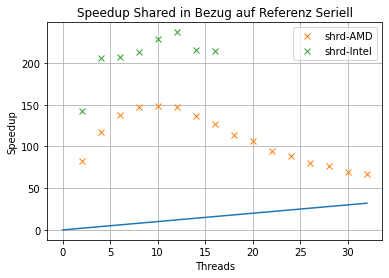 Speedup Shared in Bezug auf Referenz Seriell
shrd-AMD
shrd-Intel
Speedup
200
150
100
50
0
0 5 10 15 20 25 30
Threads